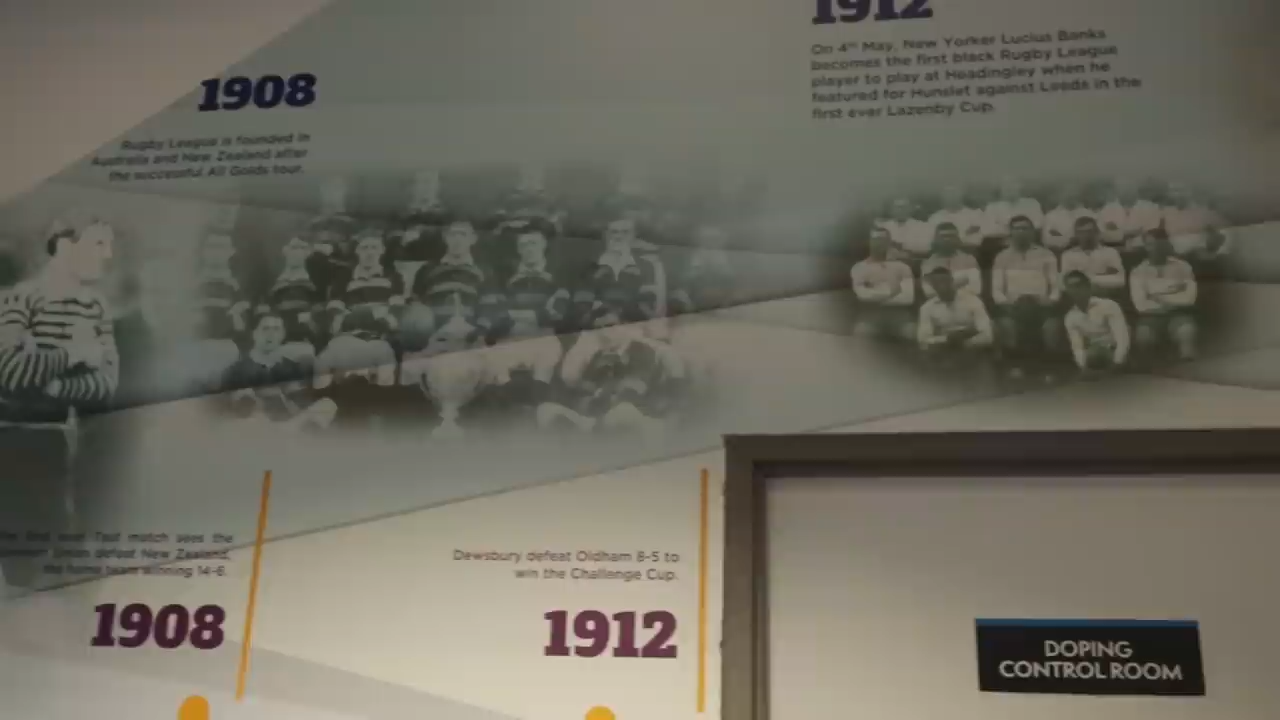 1908
Rugby League is founded in
Australia and New Zealand after
the successful All Golds tour.
1912
On 4th May, New Yorker Lucius Banks
becomes the first black Rugby League
player to play at Headingley when he
featured for Hunslet against Leeds in the
first ever Lazenby Cup.
Test match sees the
Union defeat New Zealand,
the home team winning 14-6.
1908
Dewsbury defeat Oldham 8-5 to
win the Challenge Cup.
1912
DOPING
CONTROL ROOM